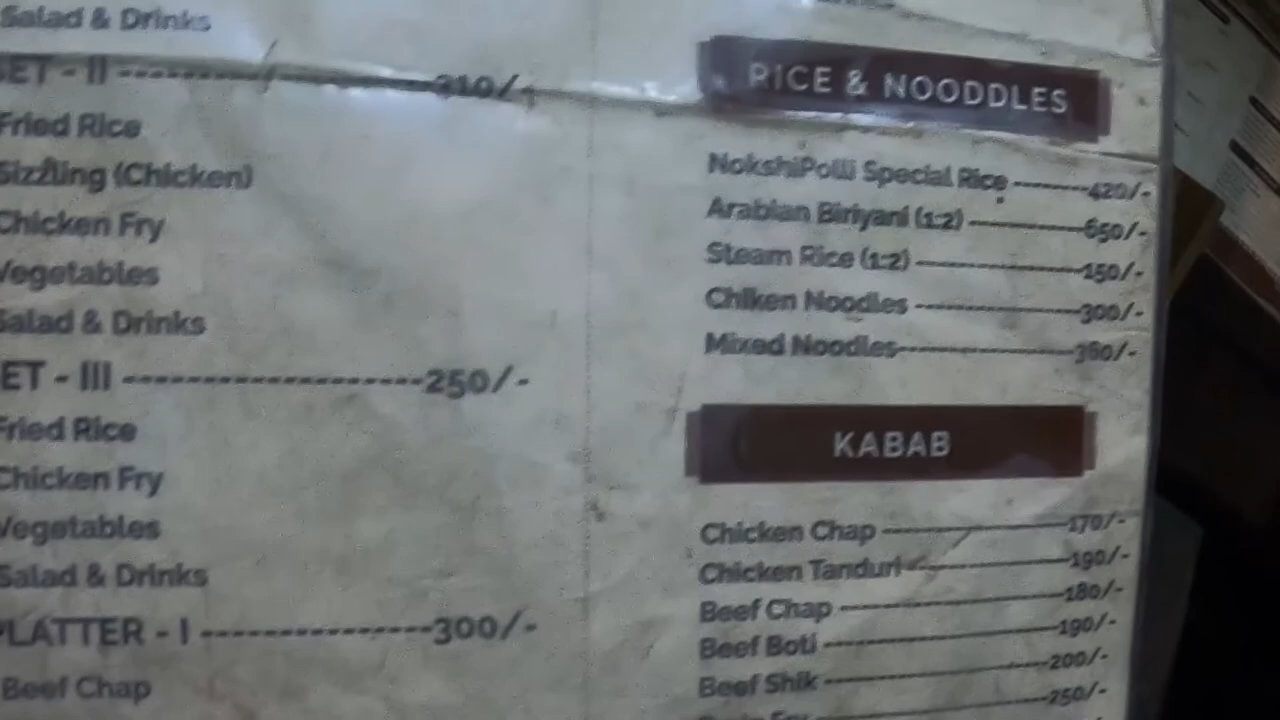 Salad & Drinks
SET - II ---------- 310/-
Fried Rice
Sizzling (Chicken)
Chicken Fry
Vegetables
Salad & Drinks
SET - III ---------- 250/-
Fried Rice
Chicken Fry
Vegetables
Salad & Drinks
PLATTER - I ---------- 300/-
Beef Chap
RICE & NOODDLES
NokshiPolli Special Rice ------- 420/-
Arabian Biriyani (1:2) ------- 650/-
Steam Rice (1:2) ------- 150/-
Chiken Noodles ------- 300/-
Mixed Noodles ------- 360/-
KABAB
Chicken Chap ------- 170/-
Chicken Tanduri ------- 190/-
Beef Chap ------- 180/-
Beef Boti ------- 190/-
Beef Shik ------- 200/-
250/-